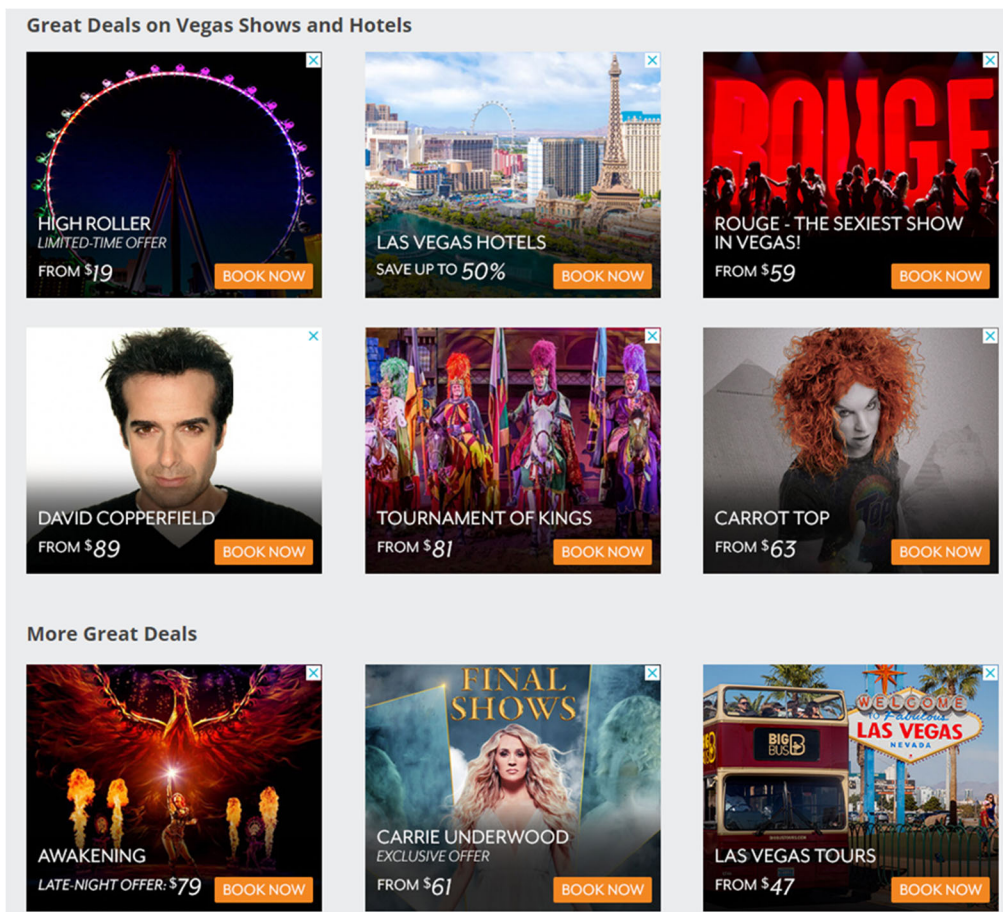 Great Deals on Vegas Shows and Hotels
HIGH ROLLER
LIMITED-TIME OFFER
FROM $19
BOOK NOW
LAS VEGAS HOTELS
SAVE UP TO 50%
BOOK NOW
ROUGE
ROUGE - THE SEXIEST SHOW
IN VEGAS!
FROM $59
BOOK NOW
DAVID COPPERFIELD
FROM $89
BOOK NOW
TOURNAMENT OF KINGS
FROM $81
BOOK NOW
CARROT TOP
FROM $63
BOOK NOW
More Great Deals
AWAKENING
LATE-NIGHT OFFER: $79
BOOK NOW
FINAL
SHOWS
CARRIE UNDERWOOD
EXCLUSIVE OFFER
FROM $61
BOOK NOW
BIG
BUS
WELCOME
TO Fabulous
LAS VEGAS
NEVADA
LAS VEGAS TOURS
FROM $47
BOOK NOW